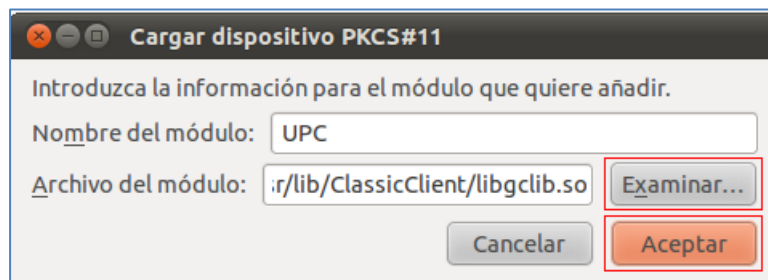 Cargar dispositivo PKCS#11
Introduzca la información para el módulo que quiere añadir.
Nombre del módulo: UPC
Archivo del módulo: r/lib/ClassicClient/libgclib.so Examinar...
Cancelar Aceptar